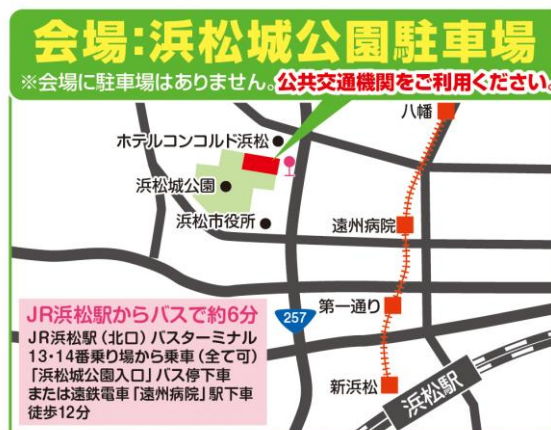 会場:浜松城公園駐車場
※会場に駐車場はありません。公共交通機関をご利用ください。
八幡
ホテルコンコルド浜松
浜松城公園
浜松市役所
遠州病院
第一通り
257
新浜松
浜松駅
JR浜松駅からバスで約6分
JR浜松駅(北口)バスターミナル
13・14番乗り場から乗車(全て可)
「浜松城公園入口」バス停下車
または遠鉄電車「遠州病院」駅下車
徒歩12分